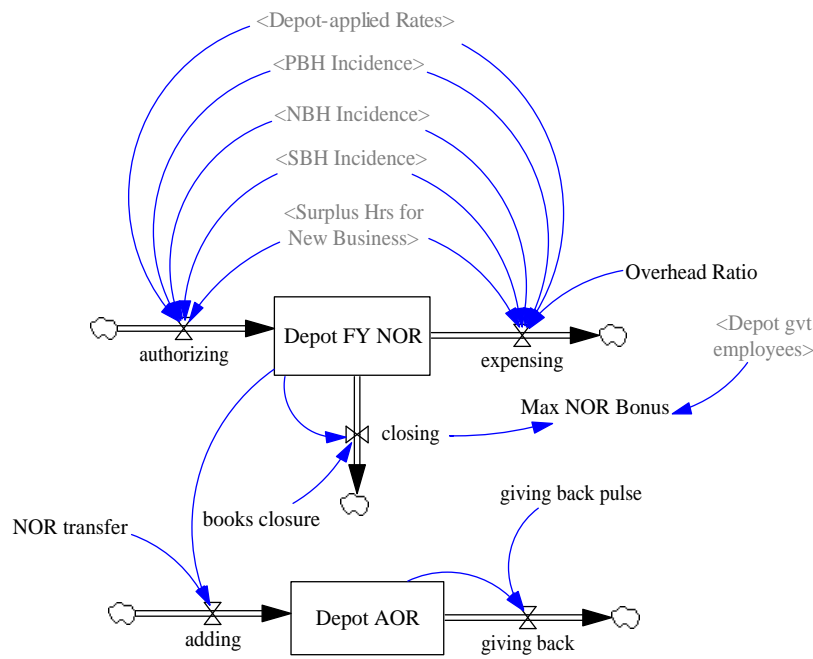 <Depot-applied Rates>
<PBH Incidence>
<NBH Incidence>
<SBH Incidence>
<Surplus Hrs for
New Business>
Overhead Ratio
Depot FY NOR
authorizing
expensing
<Depot gvt
employees>
Max NOR Bonus
closing
giving back pulse
books closure
NOR transfer
Depot AOR
adding
giving back